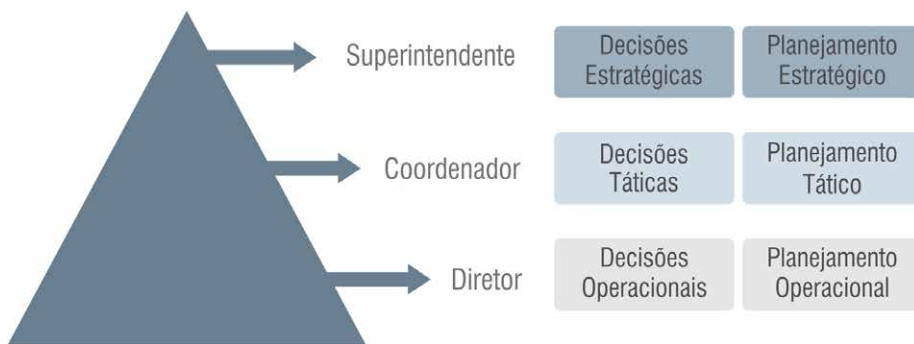 Superintendente
Decisões
Estratégicas
Planejamento
Estratégico
Coordenador
Decisões
Táticas
Planejamento
Tático
Diretor
Decisões
Operacionais
Planejamento
Operacional